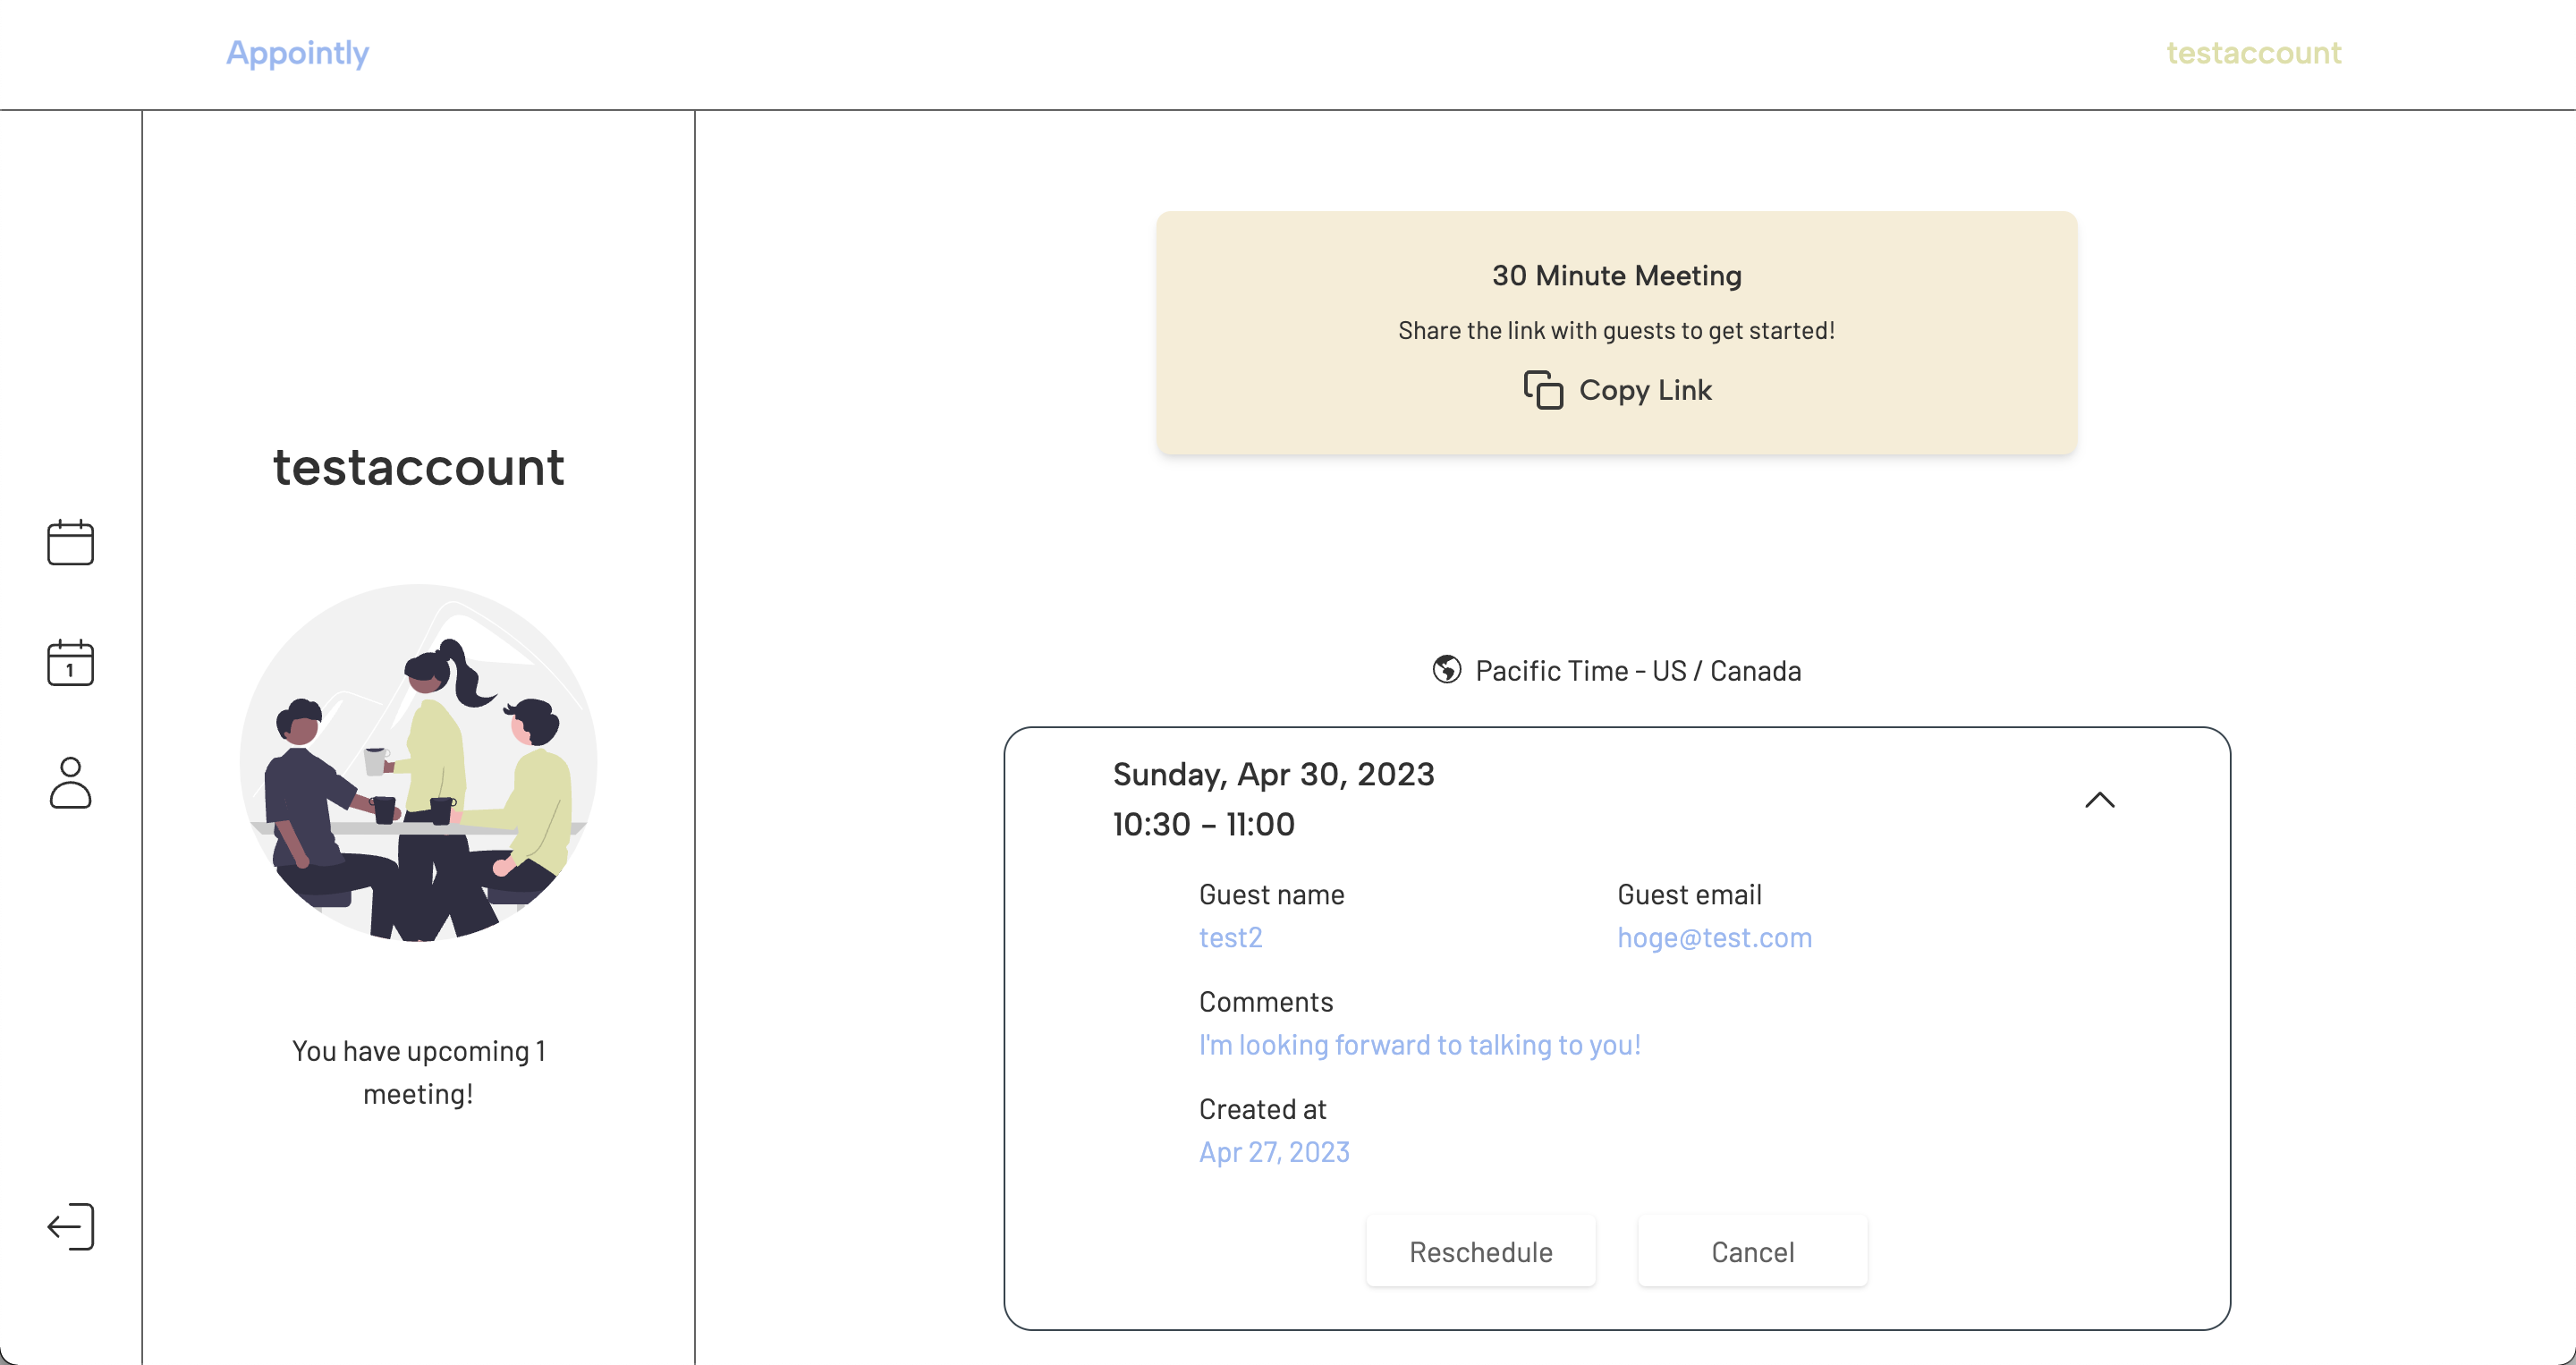 Appointly
testaccount
testaccount
1
You have upcoming 1
meeting!
30 Minute Meeting
Share the link with guests to get started!
Copy Link
Pacific Time - US / Canada
Sunday, Apr 30, 2023
10:30 - 11:00
Guest name
Guest email
test2
hoge@test.com
Comments
I'm looking forward to talking to you!
Created at
Apr 27, 2023
Reschedule
Cancel